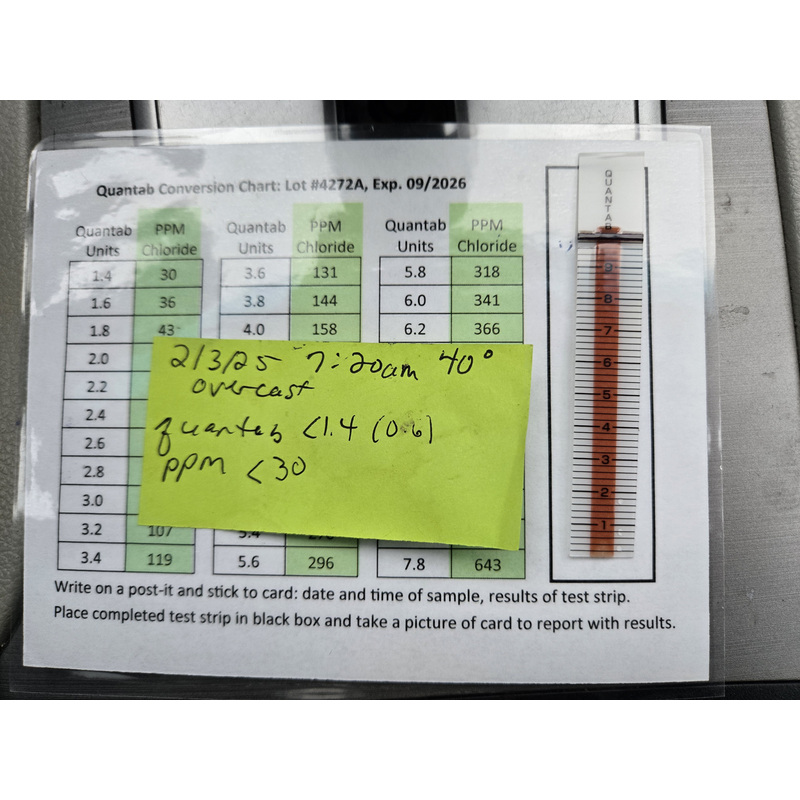 Quantab Conversion Chart: Lot #4272A, Exp. 09/2026
Quantab Units PPM Chloride Quantab Units PPM Chloride Quantab Units PPM Chloride
1.4 30 3.6 131 5.8 318
1.6 36 3.8 144 6.0 341
1.8 43 4.0 158 6.2 366
2.0
2.2
2.4
2.6
2.8
3.0
3.2 107 5.4
3.4 119 5.6 296 7.8 643
2/3/25 7:20am 40°
overcast
quantab <1.4 (0.6)
PPM <30
Write on a post-it and stick to card: date and time of sample, results of test strip.
Place completed test strip in black box and take a picture of card to report with results.
QUANTAB
9
8
7
6
5
4
3
2
1